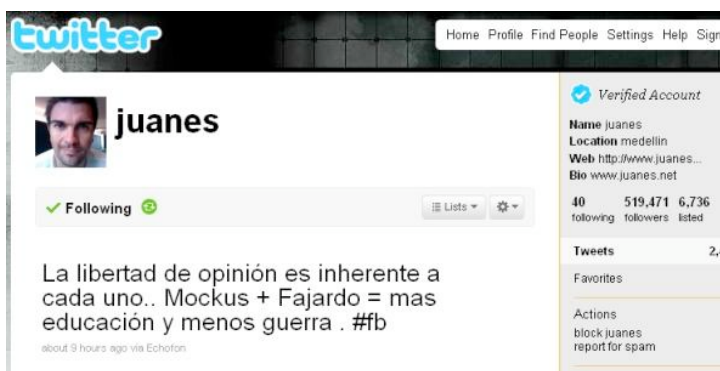 twitter
Home Profile Find People Settings Help Sign
juanes
Following
Lists
La libertad de opinión es inherente a
cada uno.. Mockus + Fajardo = mas
educación y menos guerra . #fb
about 9 hours ago via Echofon
Verified Account
Name juanes
Location medellin
Web http://www.juanes...
Bio www.juanes.net
40 519,471 6,736
following followers listed
Tweets 2,
Favorites
Actions
block juanes
report for spam